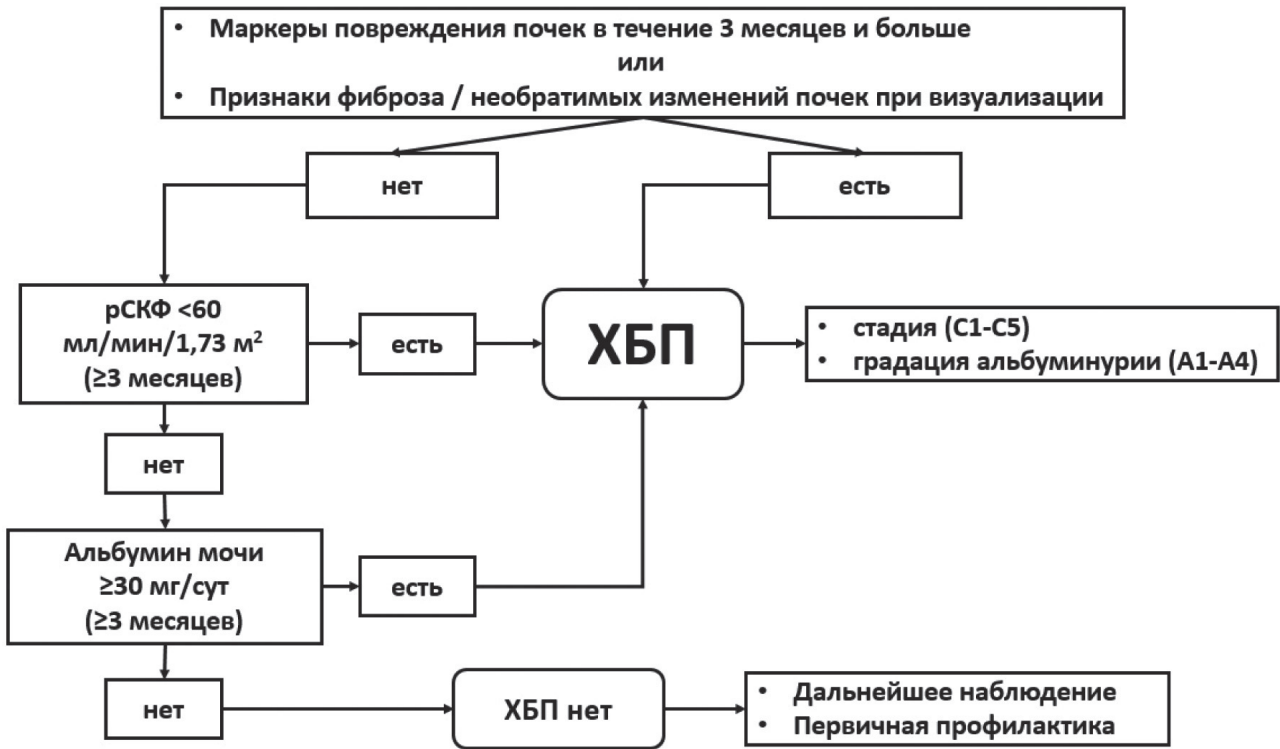 • Маркеры повреждения почек в течение 3 месяцев и больше
или
• Признаки фиброза / необратимых изменений почек при визуализации
нет
есть
рСКФ <60
мл/мин/1,73 м²
(≥3 месяцев)
есть
ХБП
• стадия (С1-С5)
• градация альбуминурии (А1-А4)
нет
Альбумин мочи
≥30 мг/сут
(≥3 месяцев)
есть
нет
ХБП нет
• Дальнейшее наблюдение
• Первичная профилактика